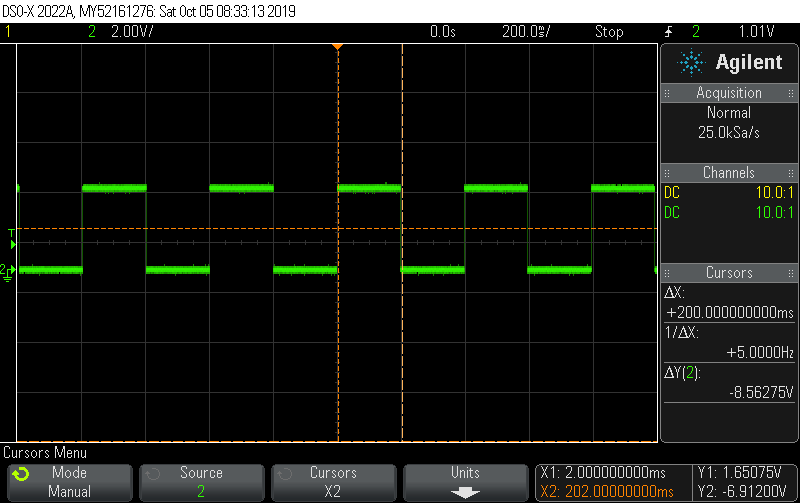 DSO-X 2022A, MY52161276: Sat Oct 05 08:33:13 2019
1 2 2.00V/ 0.0s 200.0ms/ Stop 2 1.01V
Agilent
Acquisition
Normal
25.0kSa/s
Channels
DC 10.0:1
DC 10.0:1
Cursors
ΔX:
+200.000000000ms
1/ΔX:
+5.0000Hz
ΔY(2):
-8.56275V
T
2
Cursors Menu
Mode
Manual
Source
2
Cursors
X2
Units
X1: 2.000000000ms
X2: 202.00000000ms
Y1: 1.65075V
Y2: -6.91200V